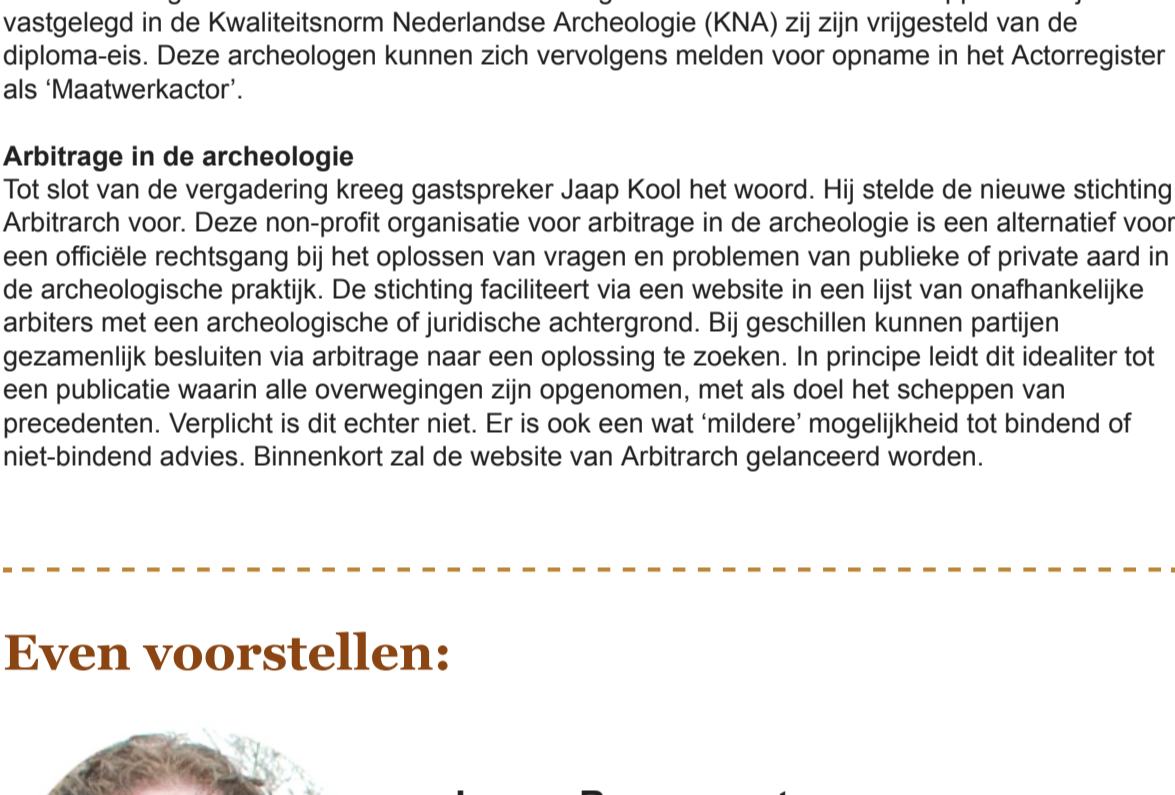 vastgelegd in de Kwaliteitsnorm Nederlandse Archeologie (KNA) zij zijn vrijgesteld van de
diploma-eis. Deze archeologen kunnen zich vervolgens melden voor opname in het Actorregister
als ‘Maatwerkactor’.
Arbitrage in de archeologie
Tot slot van de vergadering kreeg gastspreker Jaap Kool het woord. Hij stelde de nieuwe stichting
Arbitrarch voor. Deze non-profit organisatie voor arbitrage in de archeologie is een alternatief voor
een officiële rechtsgang bij het oplossen van vragen en problemen van publieke of private aard in
de archeologische praktijk. De stichting faciliteert via een website in een lijst van onafhankelijke
arbiters met een archeologische of juridische achtergrond. Bij geschillen kunnen partijen
gezamenlijk besluiten via arbitrage naar een oplossing te zoeken. In principe leidt dit idealiter tot
een publicatie waarin alle overwegingen zijn opgenomen, met als doel het scheppen van
precedenten. Verplicht is dit echter niet. Er is ook een wat ‘mildere’ mogelijkheid tot bindend of
niet-bindend advies. Binnenkort zal de website van Arbitrarch gelanceerd worden.
Even voorstellen: